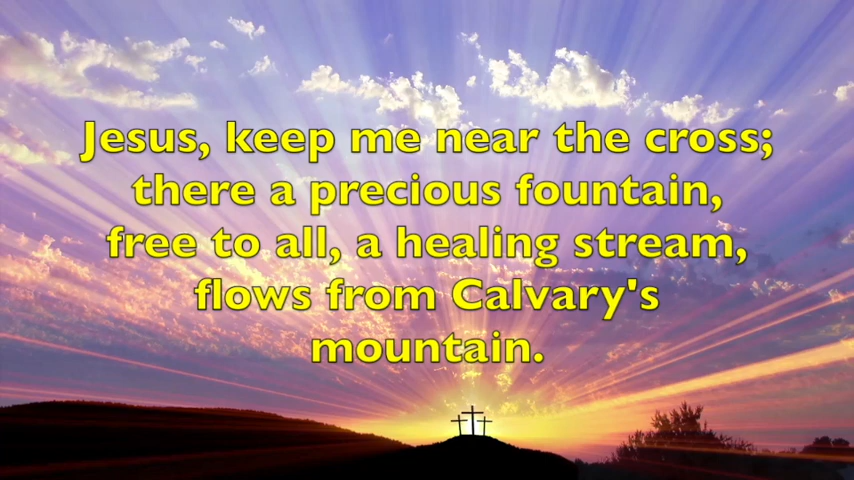 Jesus, keep me near the cross;
there a precious fountain,
free to all, a healing stream,
flows from Calvary's
mountain.